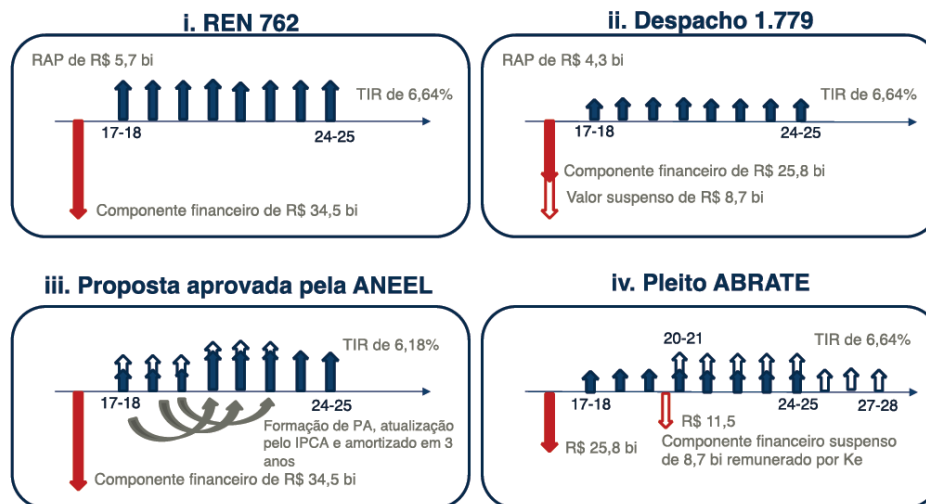 i. REN 762
RAP de R$ 5,7 bi
TIR de 6,64%
17-18
24-25
Componente financeiro de R$ 34,5 bi
ii. Despacho 1.779
RAP de R$ 4,3 bi
TIR de 6,64%
17-18
24-25
Componente financeiro de R$ 25,8 bi
Valor suspenso de R$ 8,7 bi
iii. Proposta aprovada pela ANEEL
TIR de 6,18%
17-18
24-25
Formação de PA, atualização
pelo IPCA e amortizado em 3
anos
Componente financeiro de R$ 34,5 bi
iv. Pleito ABRATE
20-21
TIR de 6,64%
17-18
24-25
27-28
R$ 11,5
R$ 25,8 bi
Componente financeiro suspenso
de 8,7 bi remunerado por Ke